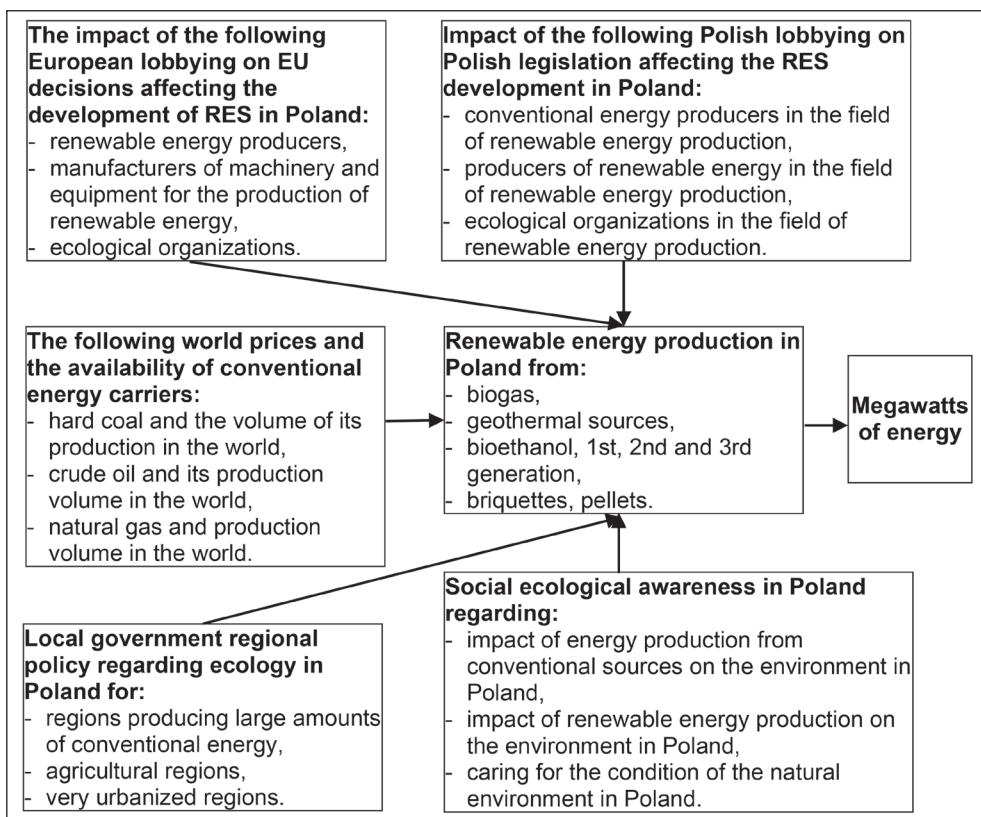 The impact of the following
European lobbying on EU
decisions affecting the
development of RES in Poland:
- renewable energy producers,
- manufacturers of machinery and
equipment for the production of
renewable energy,
- ecological organizations.
Impact of the following Polish lobbying on
Polish legislation affecting the RES
development in Poland:
- conventional energy producers in the field
of renewable energy production,
- producers of renewable energy in the field
of renewable energy production,
- ecological organizations in the field of
renewable energy production.
The following world prices and
the availability of conventional
energy carriers:
- hard coal and the volume of its
production in the world,
- crude oil and its production
volume in the world,
- natural gas and production
volume in the world.
Renewable energy production in
Poland from:
- biogas,
- geothermal sources,
- bioethanol, 1st, 2nd and 3rd
generation,
- briquettes, pellets.
Megawatts
of energy
Local government regional
policy regarding ecology in
Poland for:
- regions producing large amounts
of conventional energy,
- agricultural regions,
- very urbanized regions.
Social ecological awareness in Poland
regarding:
- impact of energy production from
conventional sources on the environment in
Poland,
- impact of renewable energy production on
the environment in Poland,
- caring for the condition of the natural
environment in Poland.